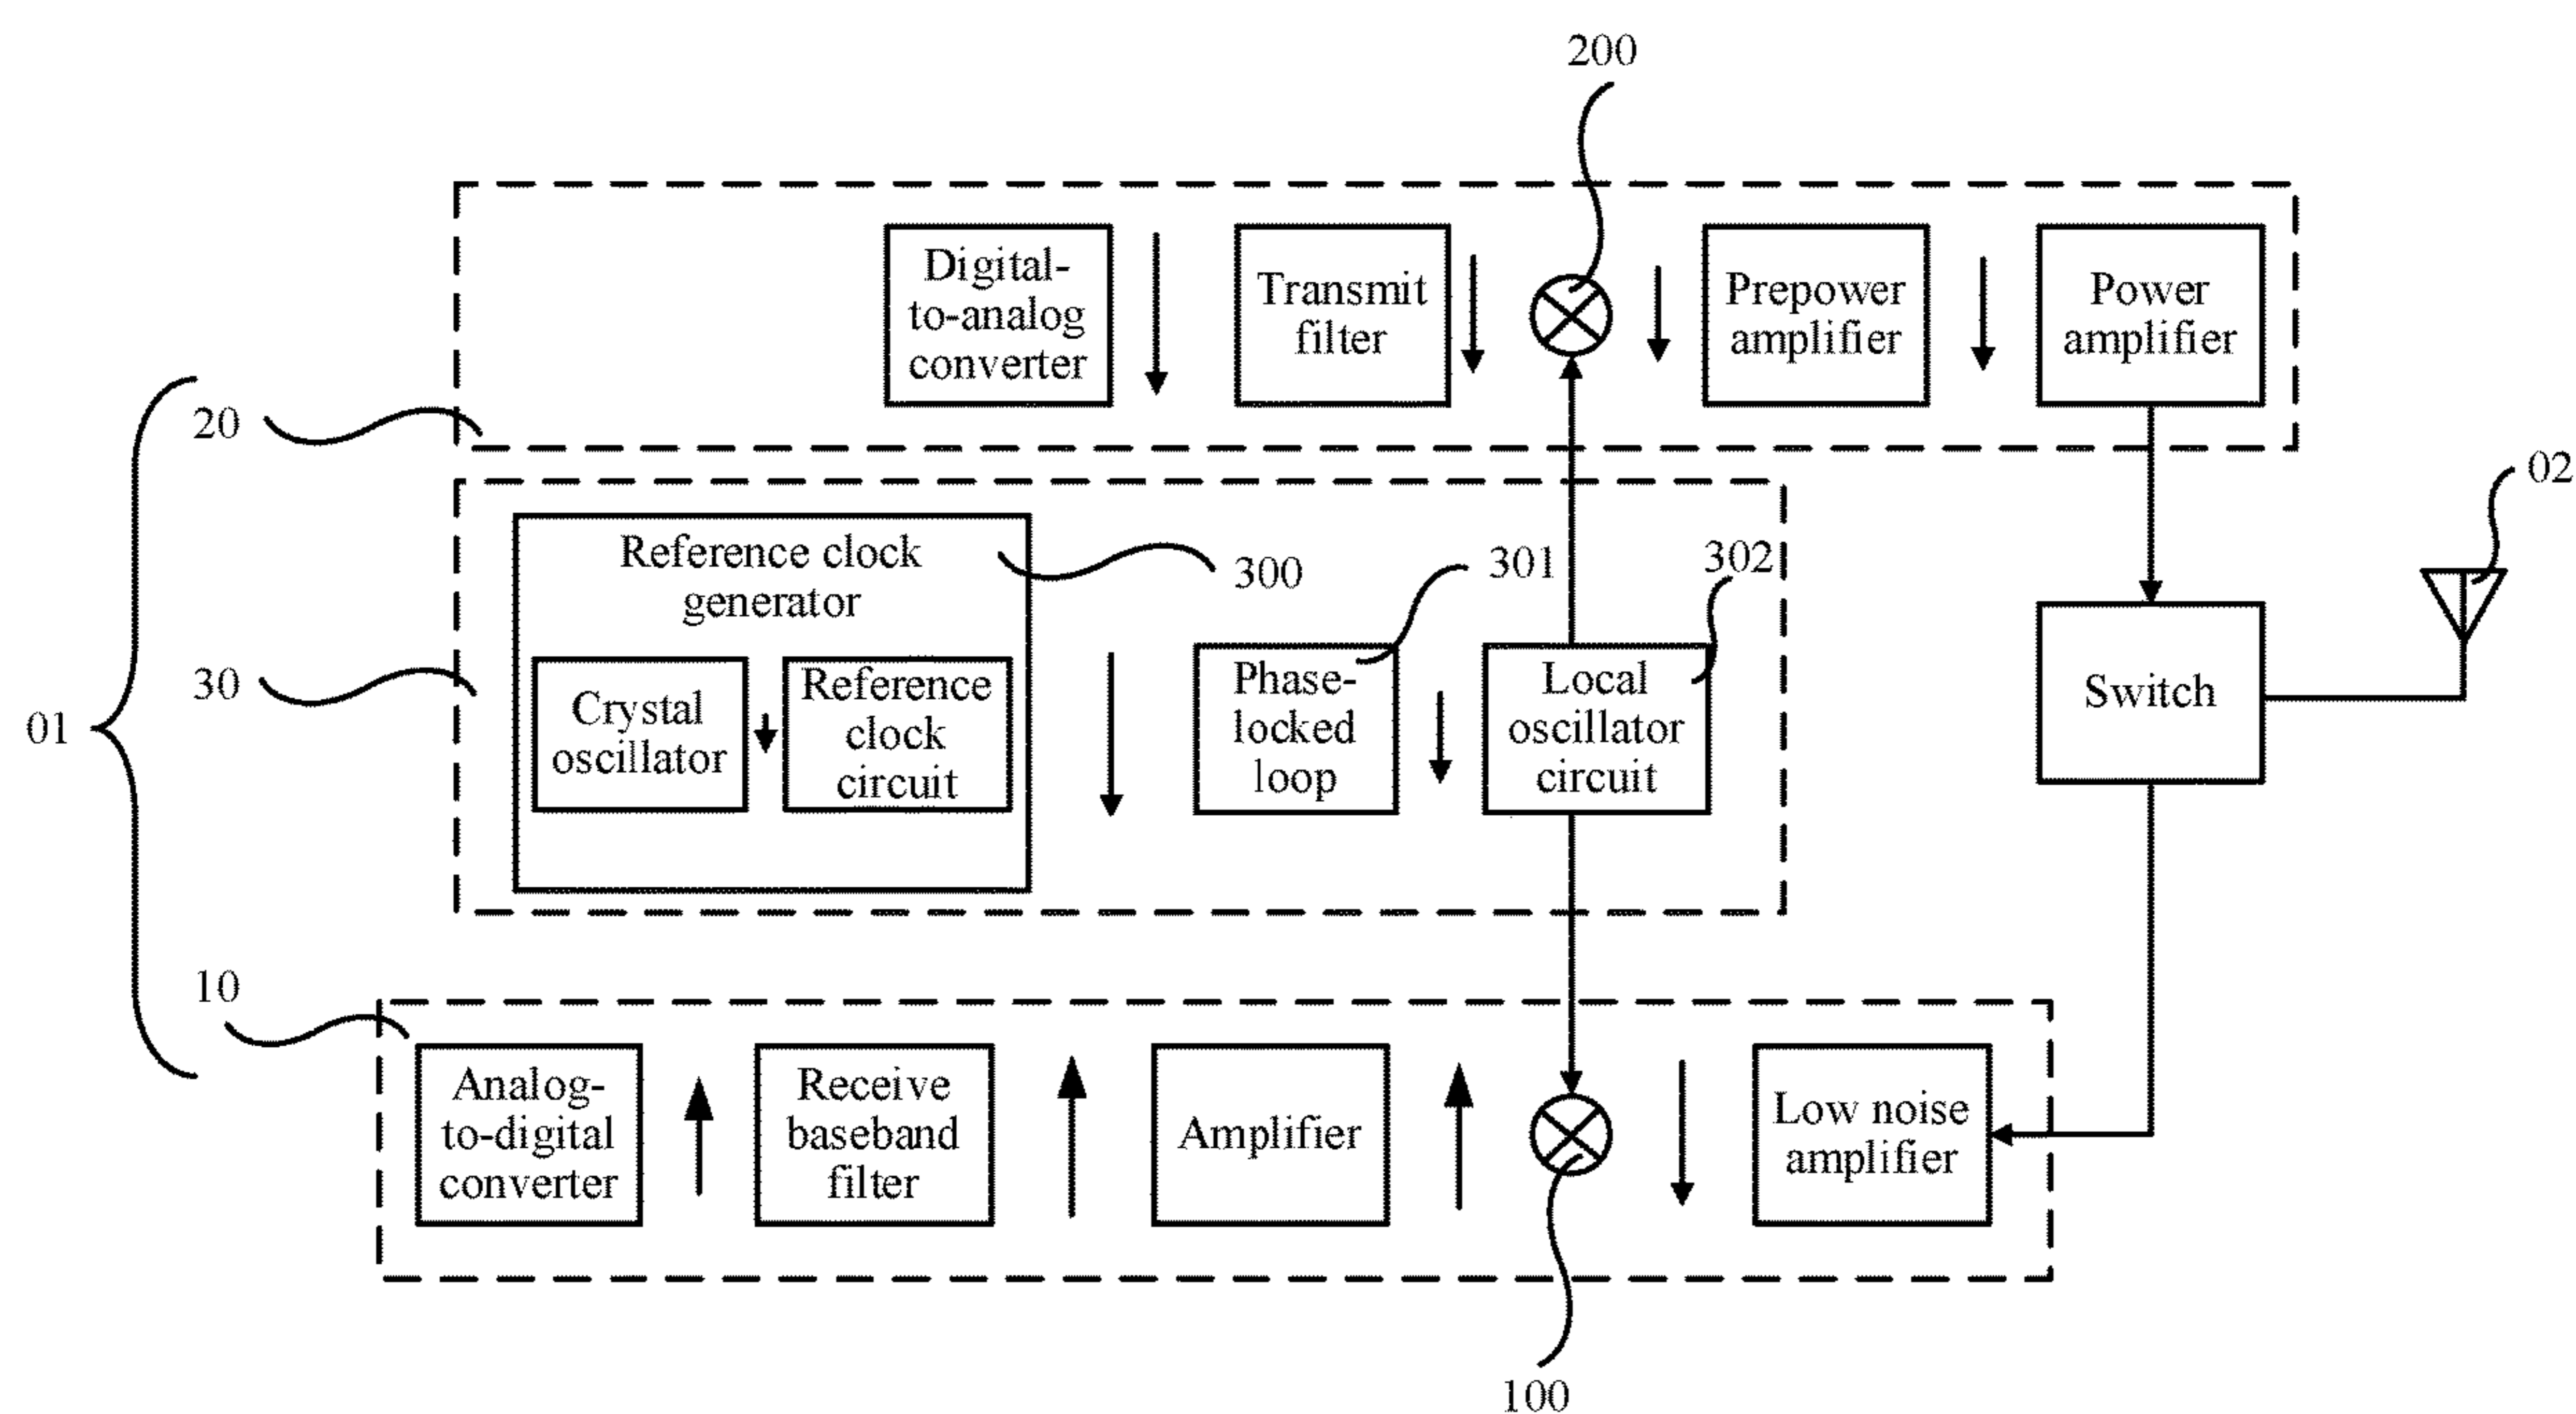 200
Digital-
to-analog
converter
Transmit
filter
Prepower
amplifier
Power
amplifier
20
02
Reference clock
generator
300
301
302
Crystal
oscillator
Reference
clock
circuit
Phase-
locked
loop
Local
oscillator
circuit
Switch
30
01
10
Analog-
to-digital
converter
Receive
baseband
filter
Amplifier
Low noise
amplifier
100